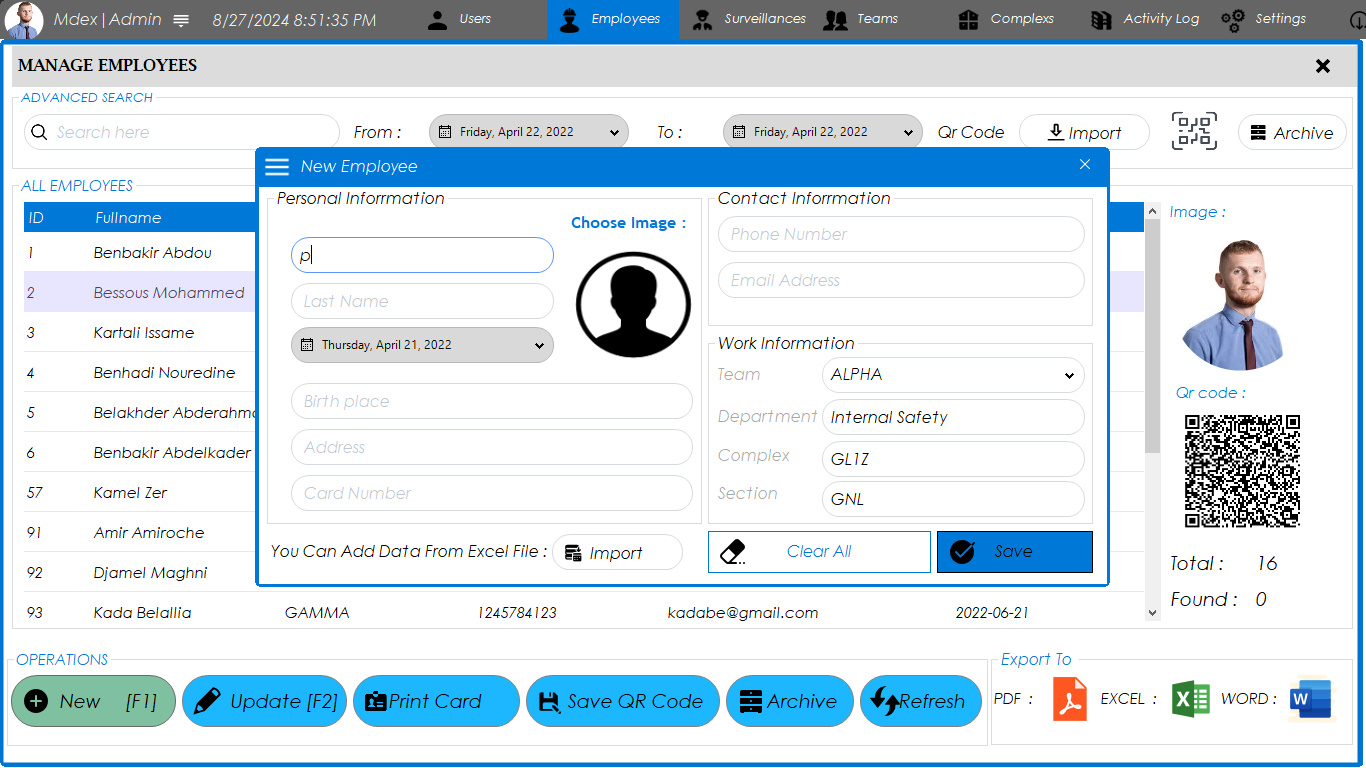 Mdex|Admin 8/27/2024 8:51:35 PM Users Employees Surveillances Teams Complexs Activity Log Settings
MANAGE EMPLOYEES
ADVANCED SEARCH
Search here From : Friday, April 22, 2022 To : Friday, April 22, 2022 Qr Code Import Archive
New Employee
ALL EMPLOYEES
ID Fullname
1 Benbakir Abdou
2 Bessous Mohammed
3 Kartali Issame
4 Benhadi Nouredine
5 Belakhder Abderahma
6 Benbakir Abdelkader
57 Kamel Zer
91 Amir Amiroche
92 Djamel Maghni
93 Kada Belallia GAMMA 1245784123 kadabe@gmail.com 2022-06-21
Personal Inforrmation
Choose Image :
p
Last Name
Thursday, April 21, 2022
Birth place
Address
Card Number
You Can Add Data From Excel File : Import
Contact Inforrmation
Phone Number
Email Address
Work Information
Team ALPHA
Department Internal Safety
Complex GL1Z
Section GNL
Clear All Save
Image :
Qr code :
Total : 16
Found : 0
OPERATIONS
New [F1] Update [F2] Print Card Save QR Code Archive Refresh
Export To
PDF : EXCEL : WORD :